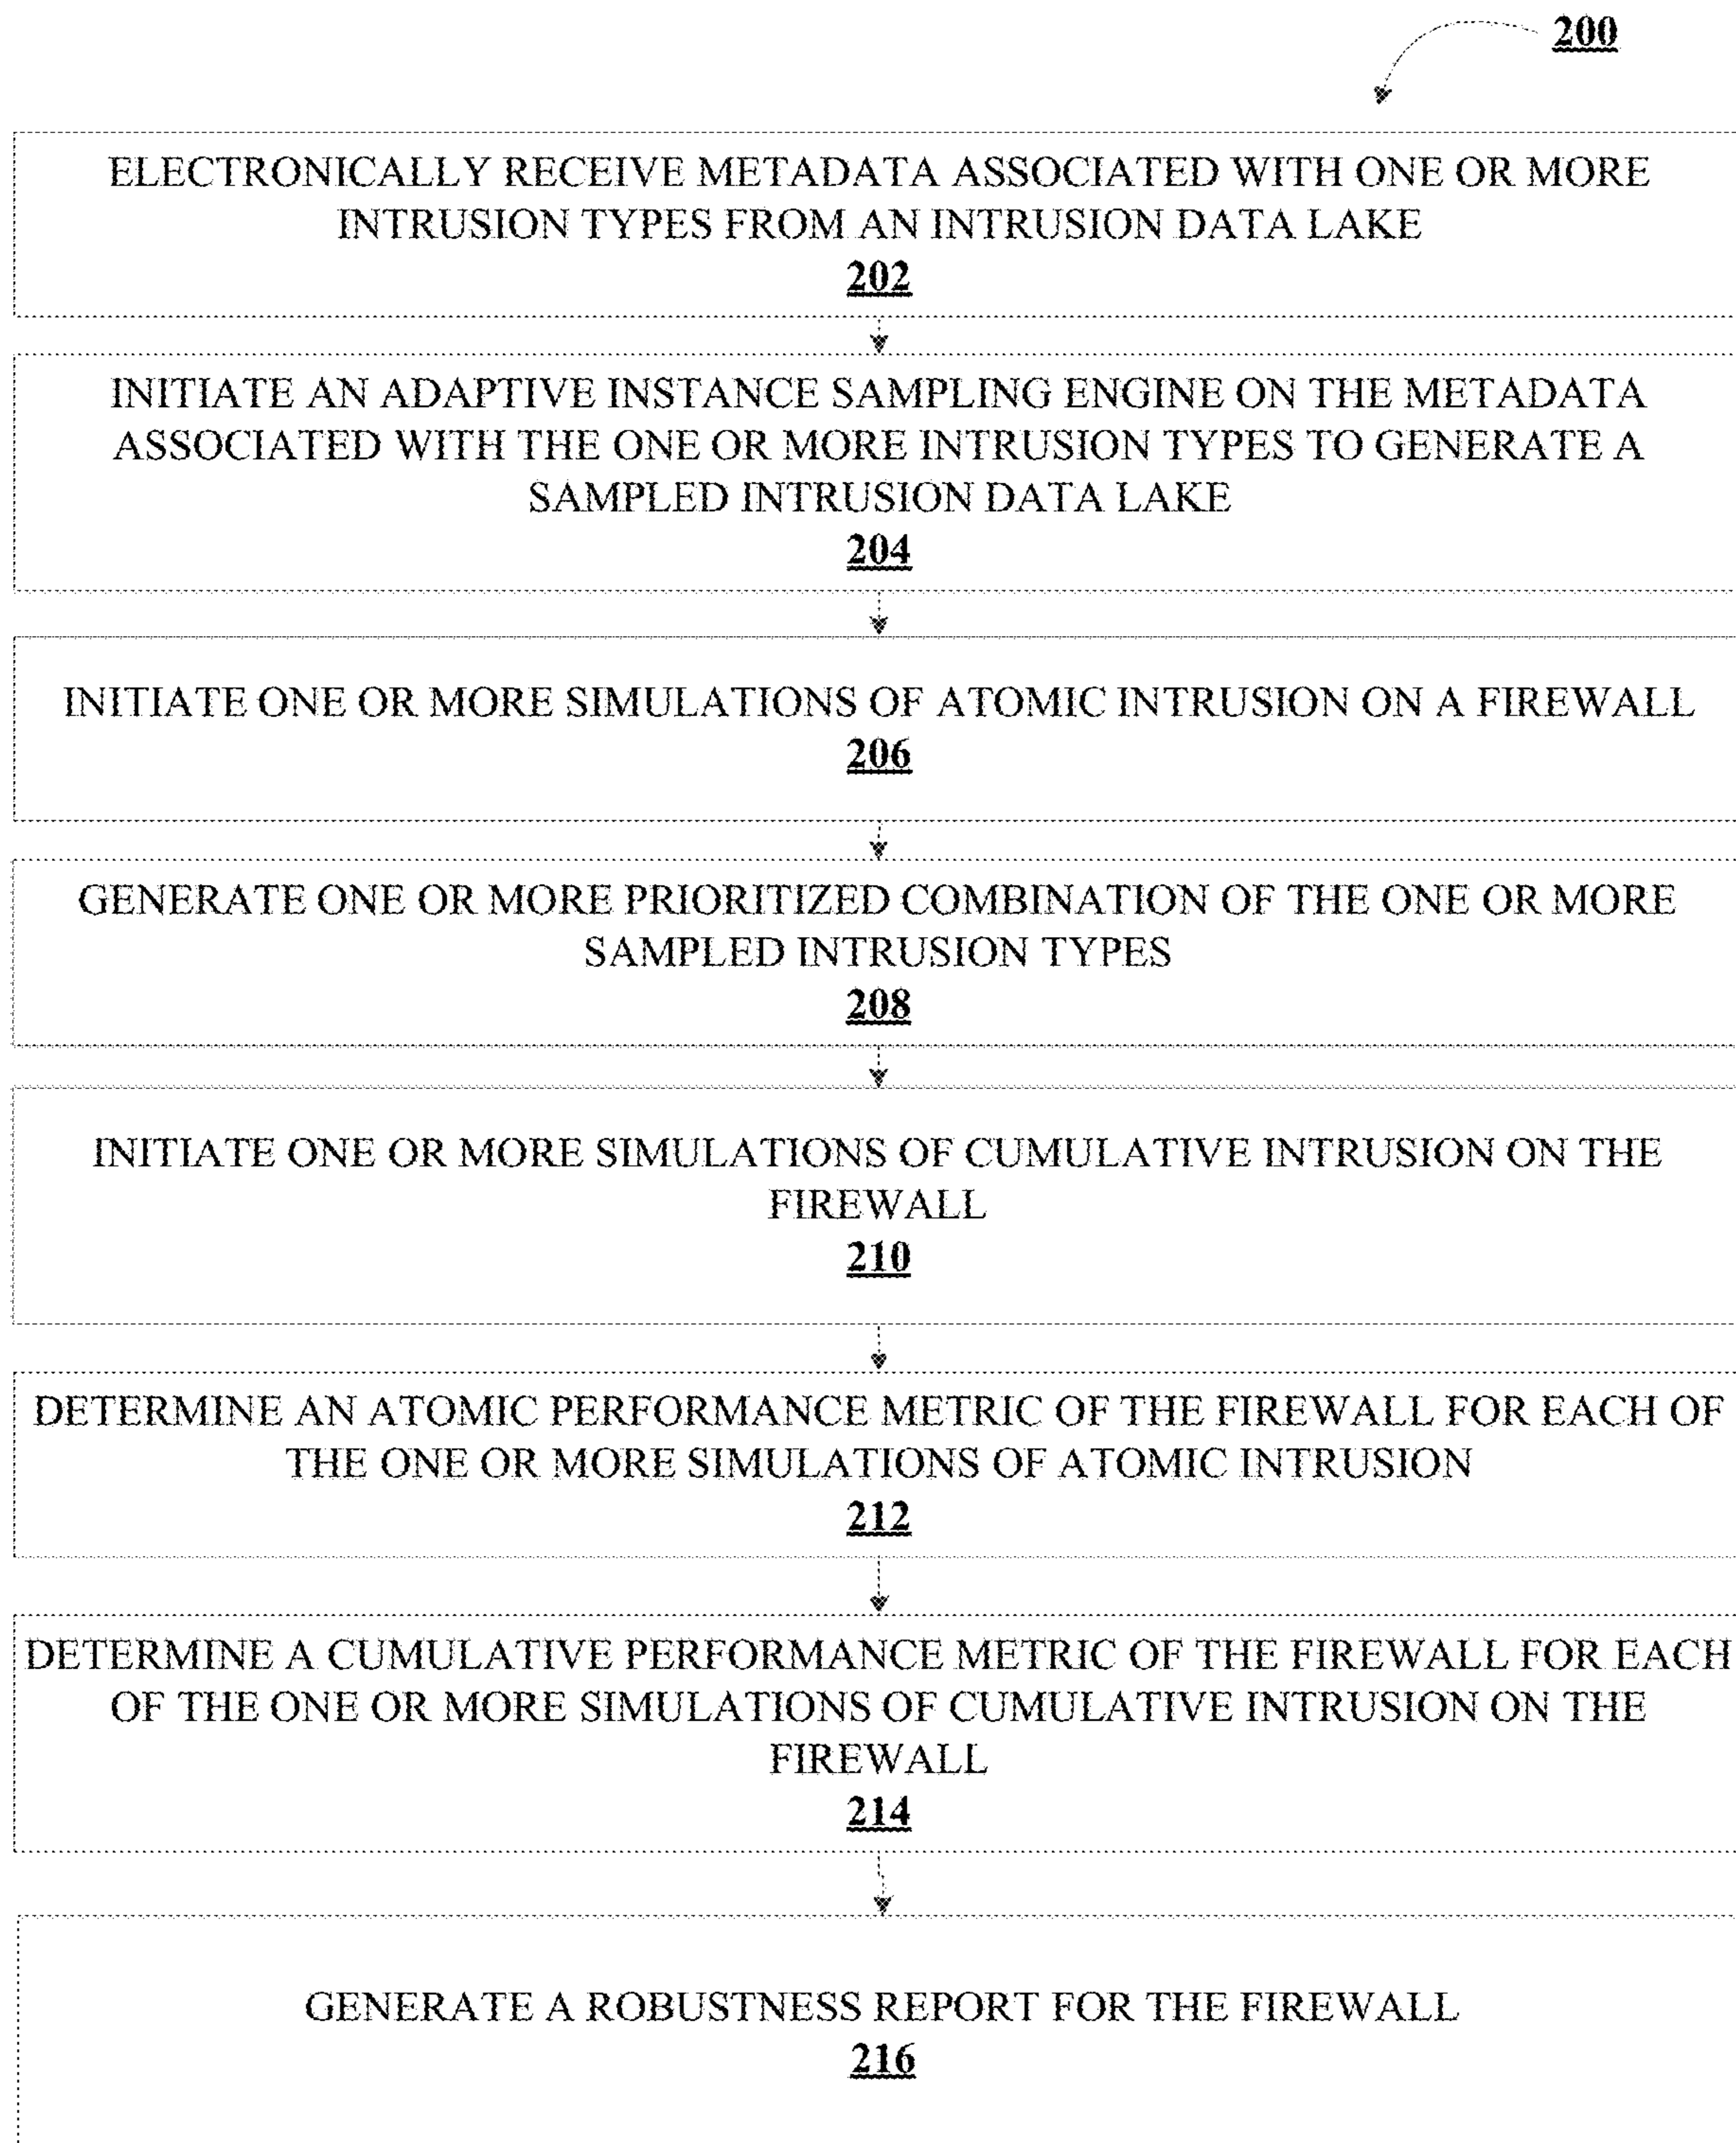 200
ELECTRONICALLY RECEIVE METADATA ASSOCIATED WITH ONE OR MORE
INTRUSION TYPES FROM AN INTRUSION DATA LAKE
202
INITIATE AN ADAPTIVE INSTANCE SAMPLING ENGINE ON THE METADATA
ASSOCIATED WITH THE ONE OR MORE INTRUSION TYPES TO GENERATE A
SAMPLED INTRUSION DATA LAKE
204
INITIATE ONE OR MORE SIMULATIONS OF ATOMIC INTRUSION ON A FIREWALL
206
GENERATE ONE OR MORE PRIORITIZED COMBINATION OF THE ONE OR MORE
SAMPLED INTRUSION TYPES
208
INITIATE ONE OR MORE SIMULATIONS OF CUMULATIVE INTRUSION ON THE
FIREWALL
210
DETERMINE AN ATOMIC PERFORMANCE METRIC OF THE FIREWALL FOR EACH OF
THE ONE OR MORE SIMULATIONS OF ATOMIC INTRUSION
212
DETERMINE A CUMULATIVE PERFORMANCE METRIC OF THE FIREWALL FOR EACH
OF THE ONE OR MORE SIMULATIONS OF CUMULATIVE INTRUSION ON THE
FIREWALL
214
GENERATE A ROBUSTNESS REPORT FOR THE FIREWALL
216